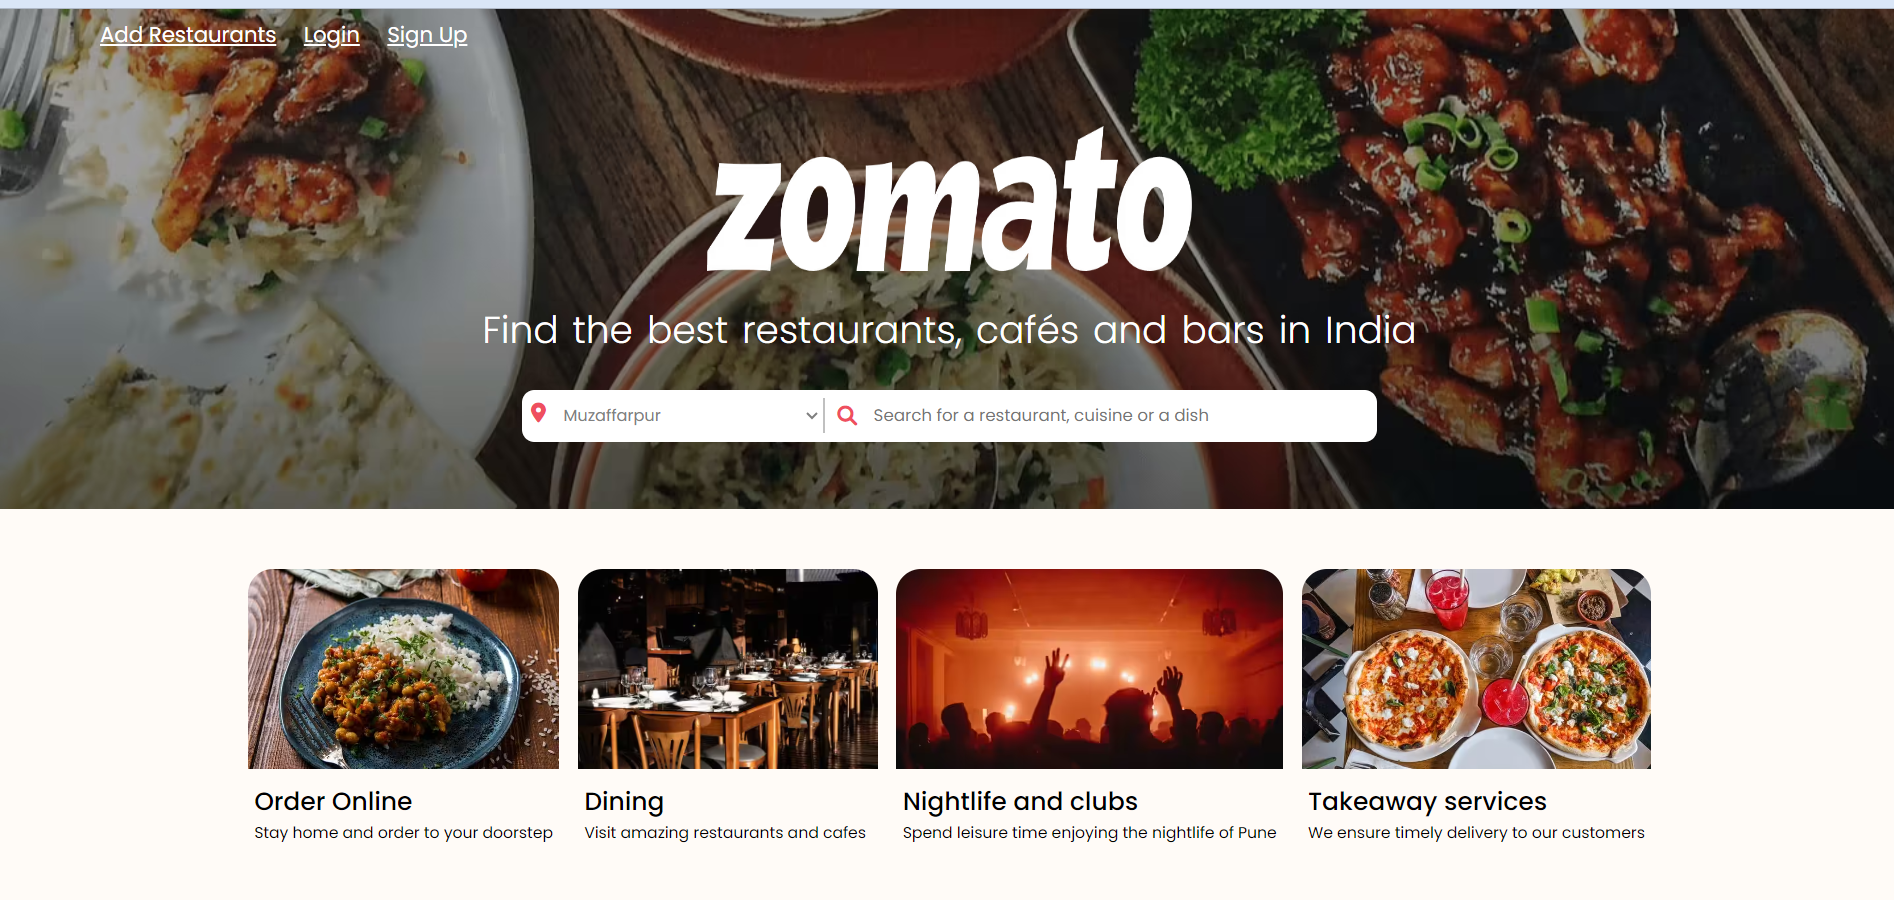 Add Restaurants Login Sign Up
zomato
Find the best restaurants, cafés and bars in India
Muzaffarpur Search for a restaurant, cuisine or a dish
Order Online
Stay home and order to your doorstep
Dining
Visit amazing restaurants and cafes
Nightlife and clubs
Spend leisure time enjoying the nightlife of Pune
Takeaway services
We ensure timely delivery to our customers